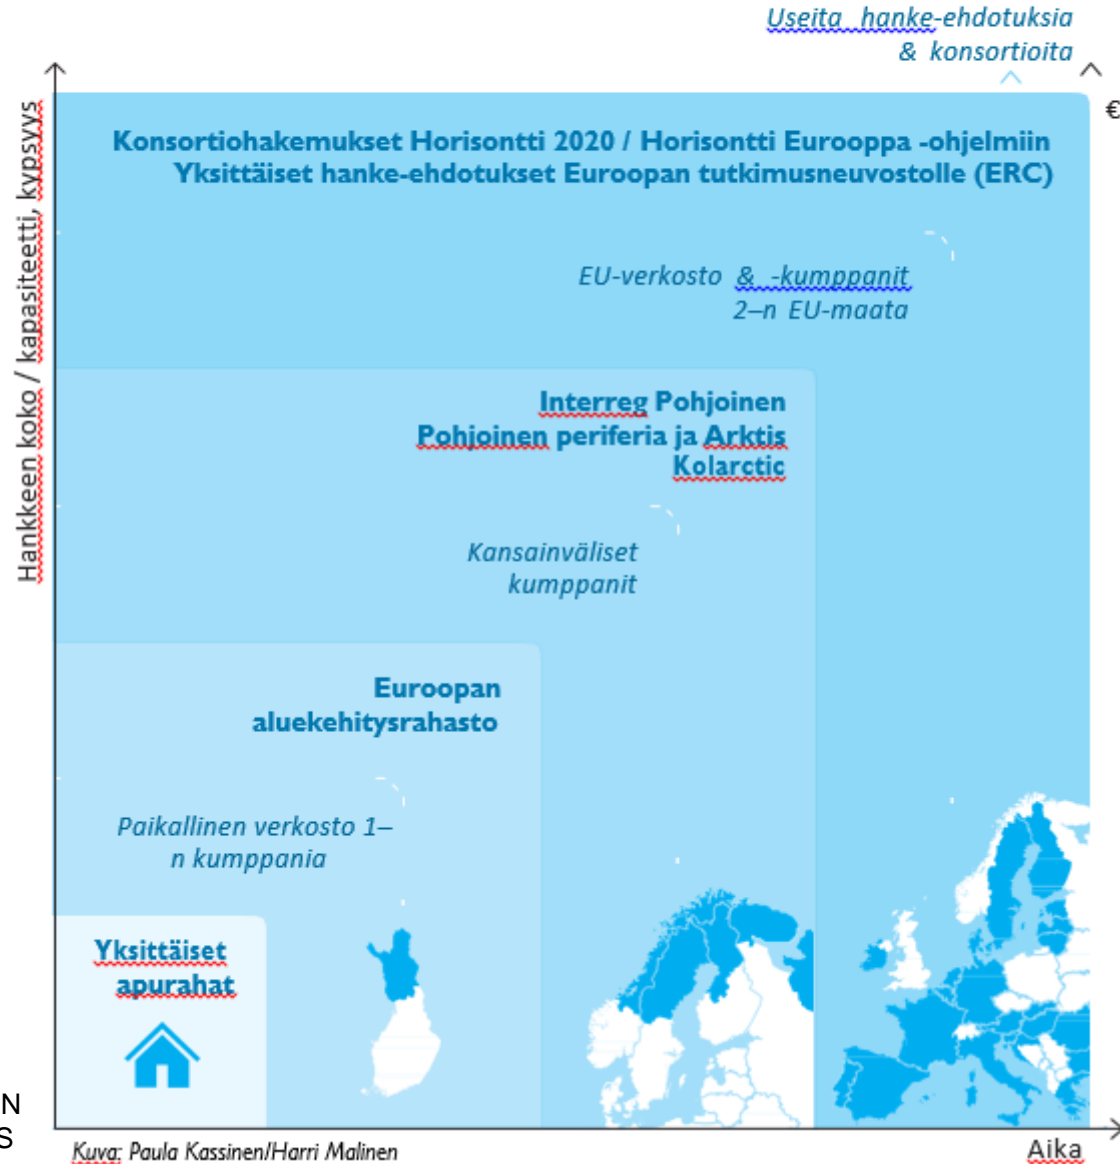 Useita hanke-ehdotuksia
& konsortioita
€
Hankkeen koko / kapasiteetti, kypsyys
Konsortiohakemukset Horisontti 2020 / Horisontti Eurooppa -ohjelmiin
Yksittäiset hanke-ehdotukset Euroopan tutkimusneuvostolle (ERC)
EU-verkosto & -kumppanit
2–n EU-maata
Interreg Pohjoinen
Pohjoinen periferia ja Arktis
Kolarctic
Kansainväliset
kumppanit
Euroopan
aluekehitysrahasto
Paikallinen verkosto 1–
n kumppania
Yksittäiset
apurahat
N
S
Kuva: Paula Kassinen/Harri Malinen
Aika